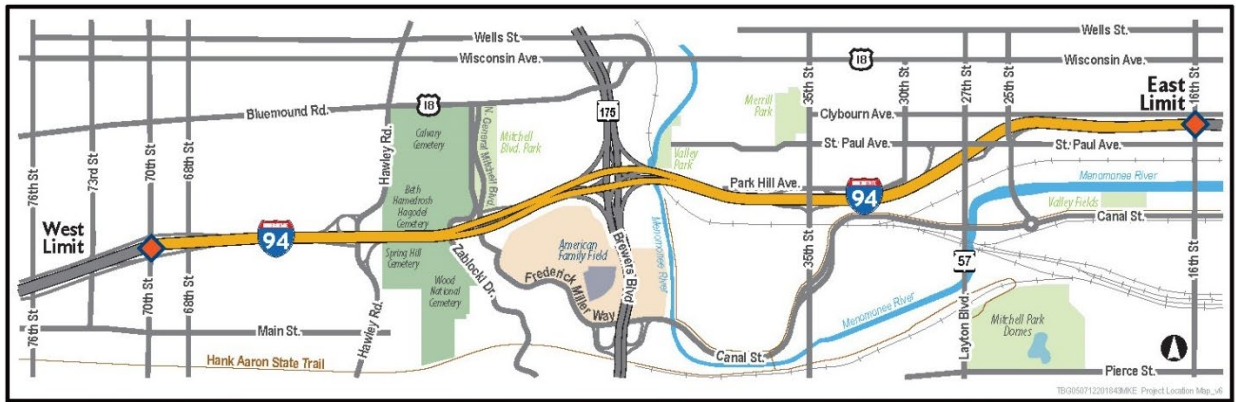 Wells St.
Wisconsin Ave.
18
Wells St.
Wisconsin Ave.
76th St
73rd St
70th St
68th St
Bluemound Rd.
18
Hawley Rd.
Calvary
Cemetery
N. General Mitchell Blvd.
Mitchell
Blvd. Park
175
Merrill
Park
35th St
30th St
27th St
25th St
East
Limit
16th St
Clybourn Ave.
St. Paul Ave.
St. Paul Ave.
Valley
Park
Park Hill Ave.
94
Menomonee River
Valley Fields
Canal St.
Beth
Hamedrosh
Hagodel
Cemetery
West
Limit
94
Spring Hill
Cemetery
Zablocki Dr.
American
Family Field
Brewers Blvd
Menomonee
River
Frederick Miller
Way
Wood
National
Cemetery
35th St
57
16th St
76th St
70th St
68th St
Main St.
Hawley Rd.
Menomonee River
Layton Blvd.
Mitchell Park
Domes
Hank Aaron State Trail
Canal St.
Pierce St.